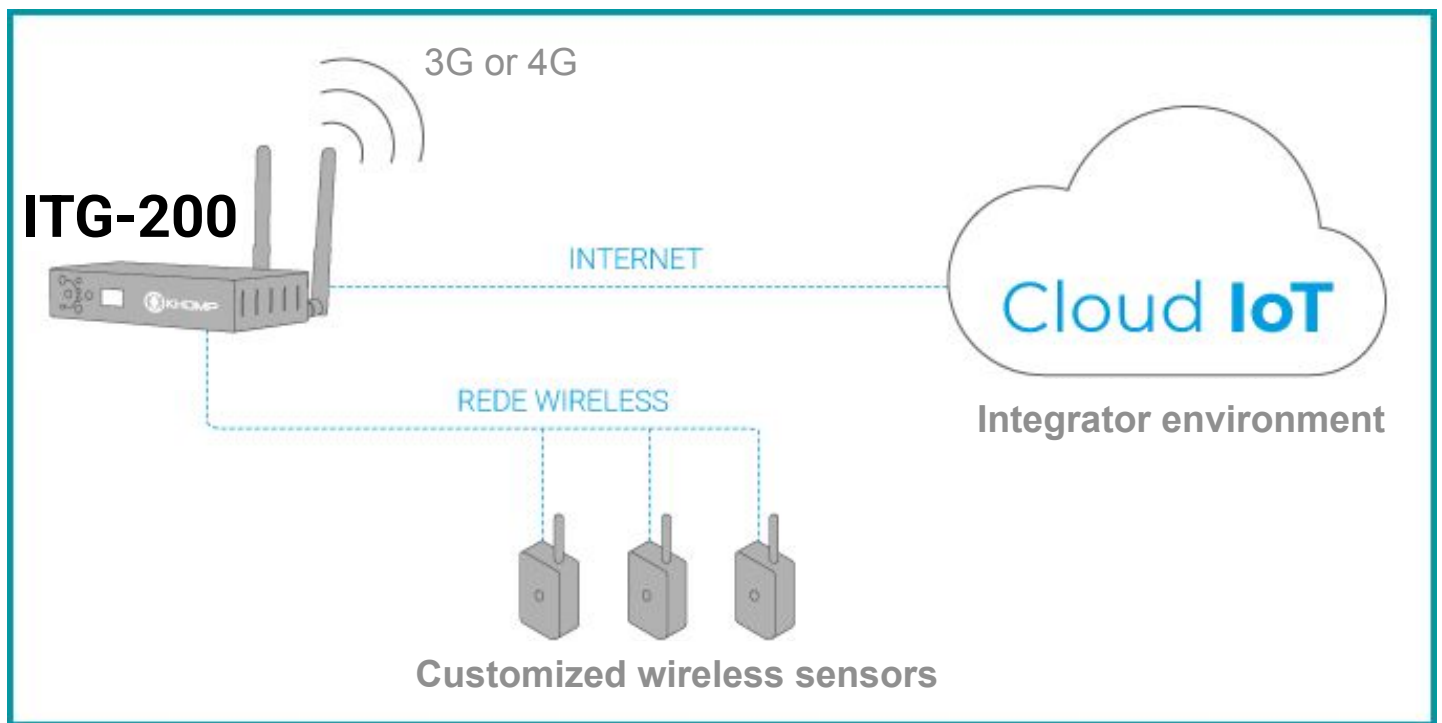 3G or 4G
ITG-200
KHOMP
INTERNET
Cloud IoT
REDE WIRELESS
Integrator environment
Customized wireless sensors